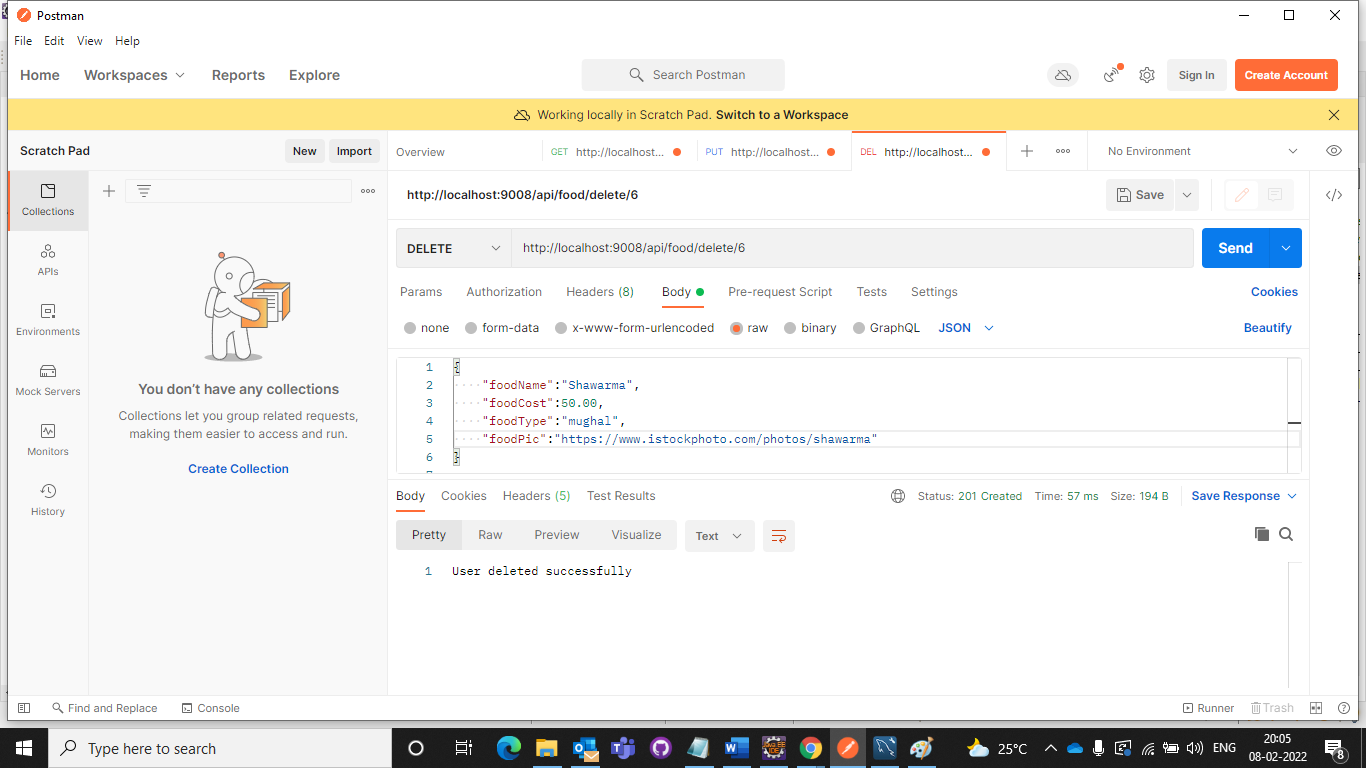 Postman
File Edit View Help
Home Workspaces Reports Explore
Search Postman
Sign In
Create Account
Working locally in Scratch Pad. Switch to a Workspace
Scratch Pad
New
Import
Overview
GET http://localhost...
PUT http://localhost...
DEL http://localhost...
No Environment
Collections
APIs
Environments
Mock Servers
Monitors
History
You don't have any collections
Collections let you group related requests,
making them easier to access and run.
Create Collection
http://localhost:9008/api/food/delete/6
Save
DELETE
http://localhost:9008/api/food/delete/6
Send
Params Authorization Headers (8) Body Pre-request Script Tests Settings
Cookies
none form-data x-www-form-urlencoded raw binary GraphQL JSON
Beautify
1 {
2 "foodName":"Shawarma",
3 "foodCost":50.00,
4 "foodType":"mughal",
5 "foodPic":"https://www.istockphoto.com/photos/shawarma"
6 }
Body Cookies Headers (5) Test Results
Status: 201 Created Time: 57 ms Size: 194 B
Save Response
Pretty Raw Preview Visualize Text
1 User deleted successfully
Find and Replace
Console
Runner
Trash
Type here to search
25°C
ENG
20:05
08-02-2022
8